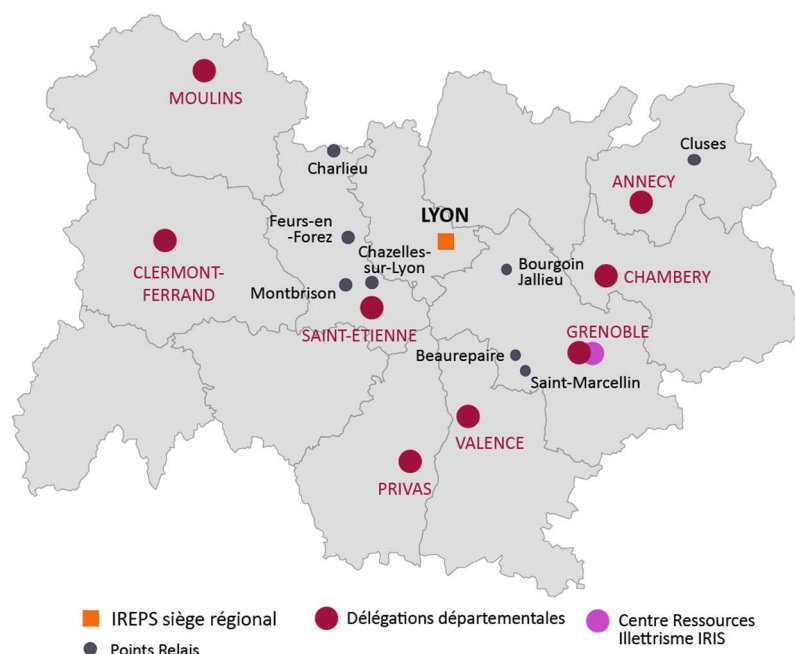 MOULINS
Charlieu
Cluses
ANNECY
LYON
Feurs-en
-Forez
Chazelles-
sur-Lyon
Bourgoin
Jallieu
CLERMONT-
FERRAND
Montbrison
CHAMBERY
SAINT-ETIENNE
GRENOBLE
Beaurepaire
Saint-Marcellin
VALENCE
PRIVAS
IREPS siège régional
Délégations départementales
Centre Ressources
Illettrisme IRIS
Points Relais